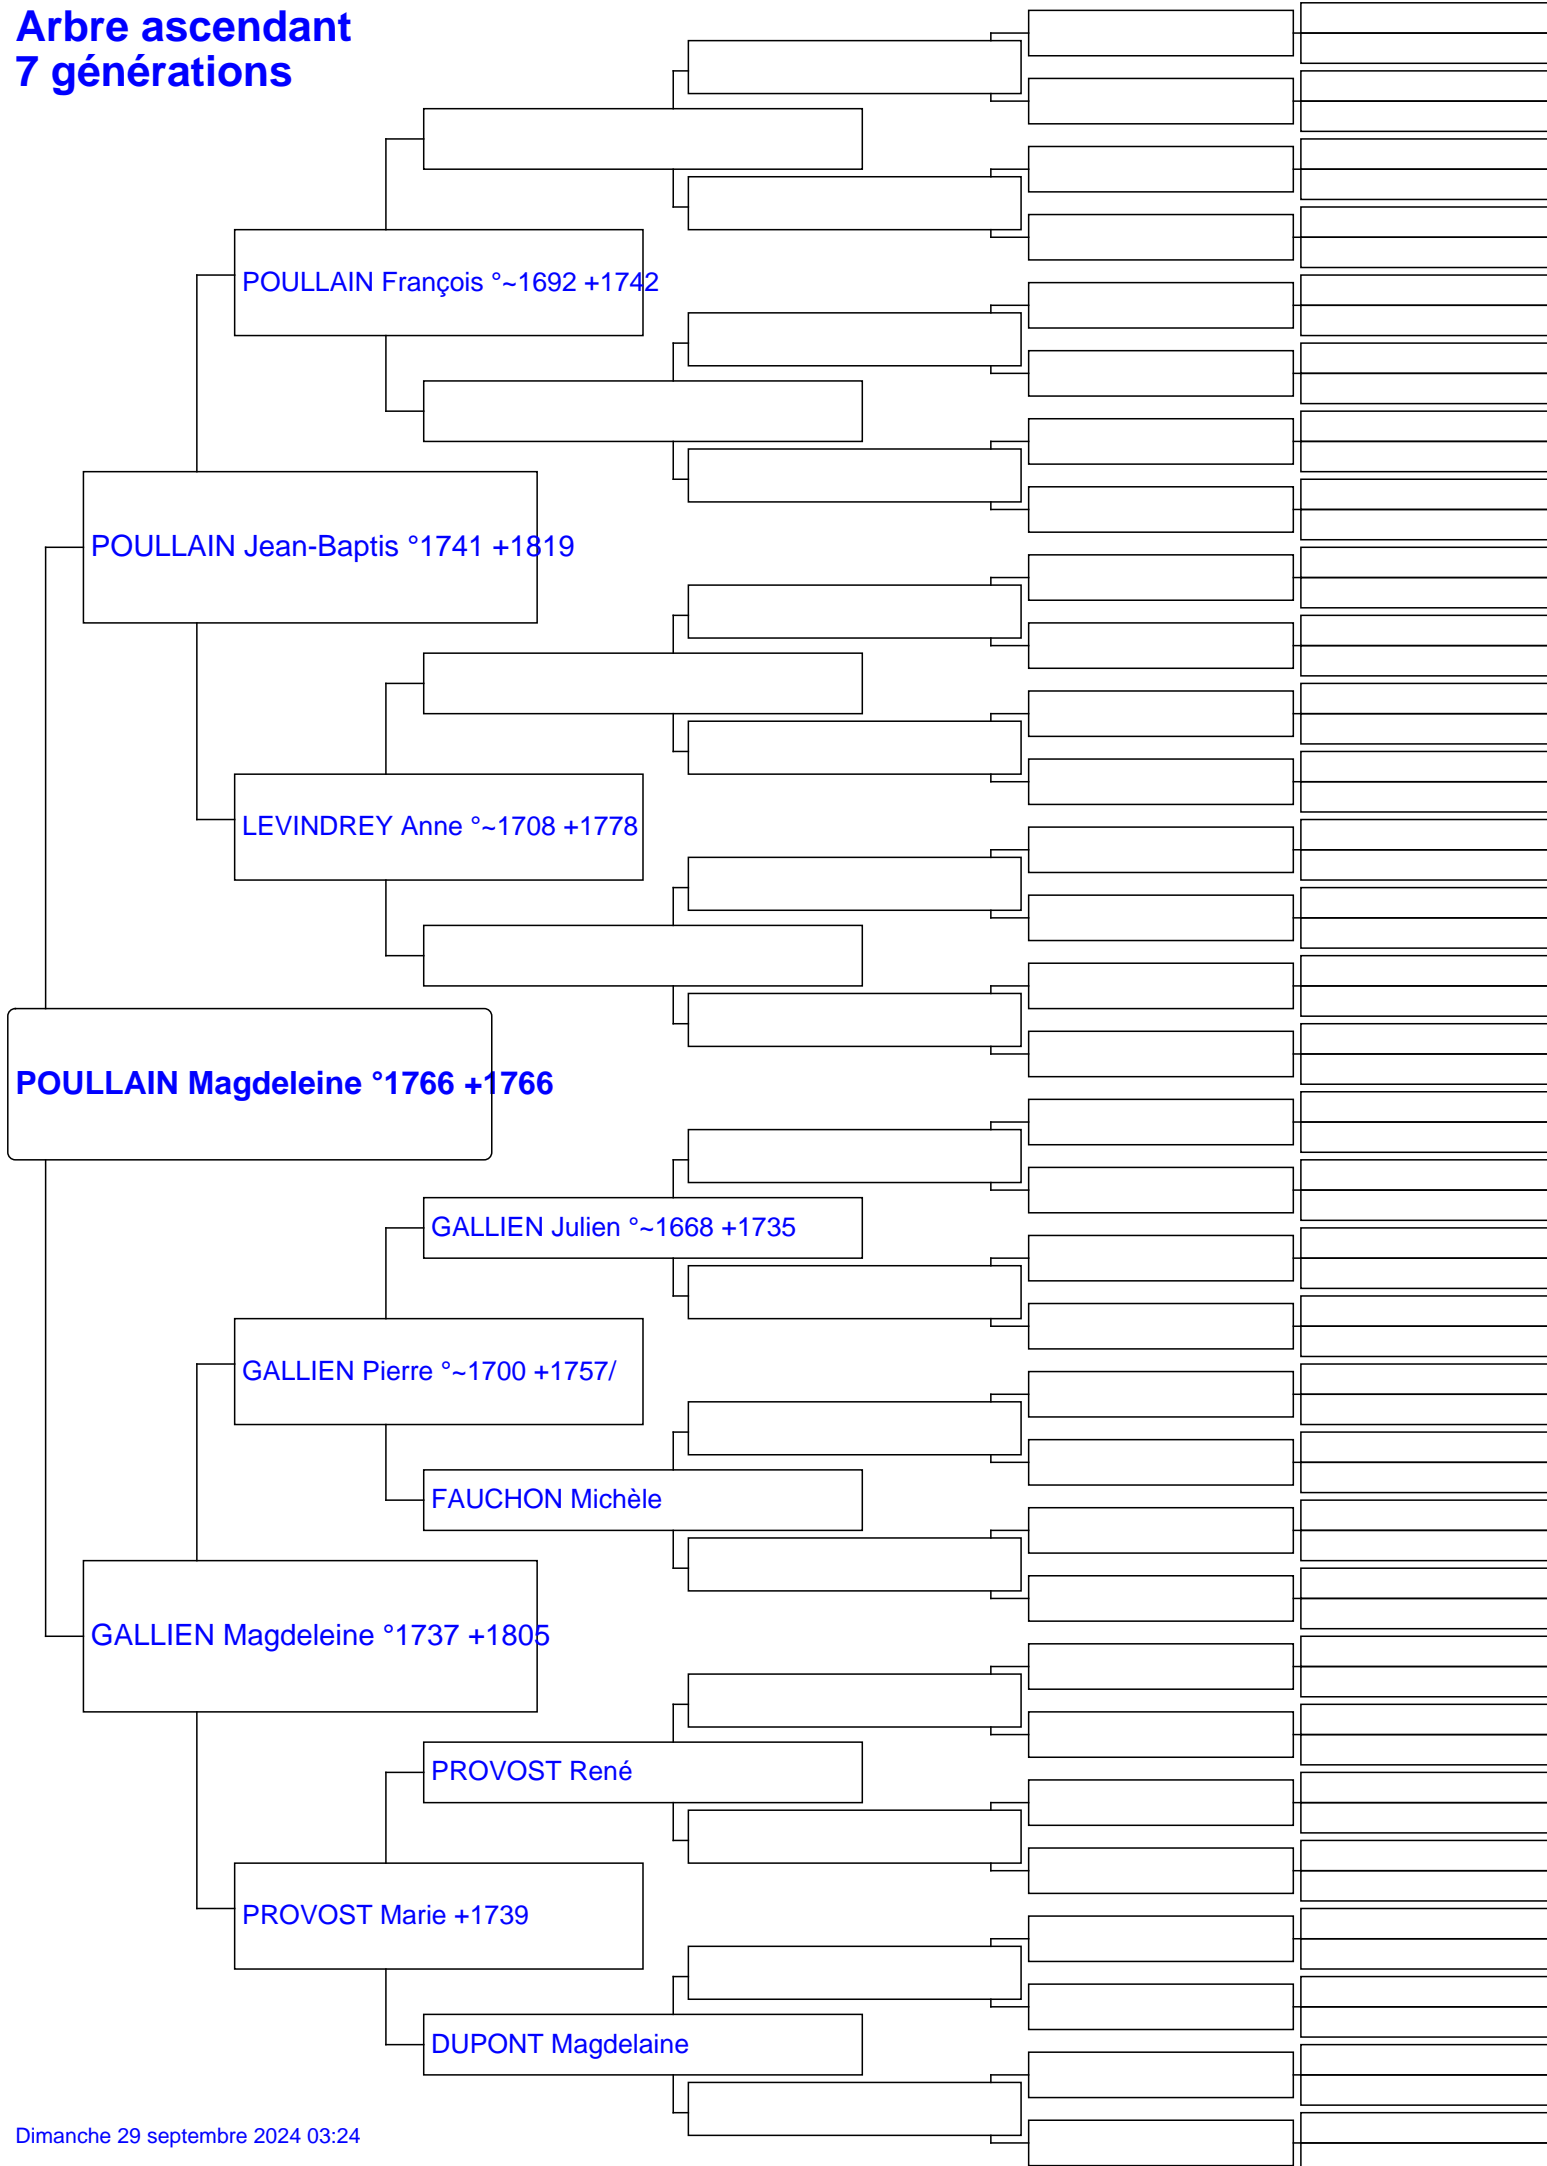 Arbre ascendant
7 générations
POULLAIN François °~1692 +1742
POULLAIN Jean-Baptis °1741 +1819
LEVINDREY Anne °~1708 +1778
POULLAIN Magdeleine °1766 +1766
GALLIEN Julien °~1668 +1735
GALLIEN Pierre °~1700 +1757/
FAUCHON Michèle
GALLIEN Magdeleine °1737 +1805
PROVOST René
PROVOST Marie +1739
DUPONT Magdelaine
Dimanche 29 septembre 2024 03:24